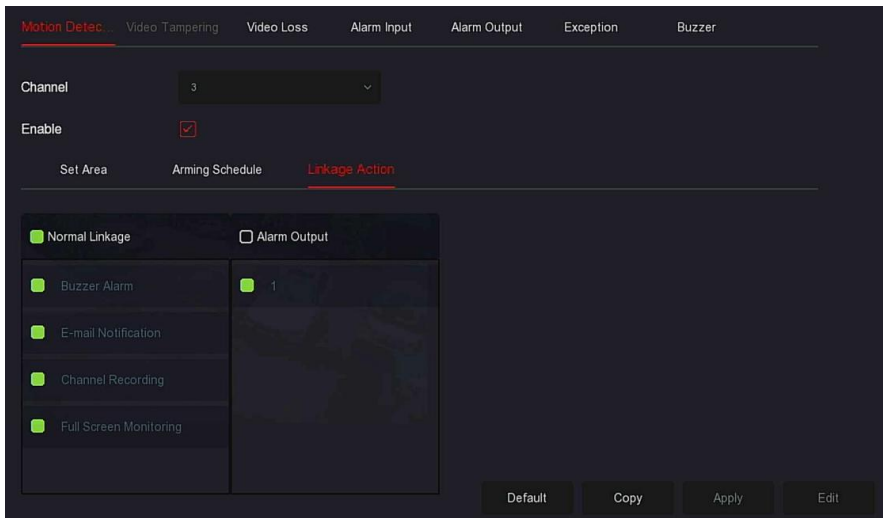 Motion Detec... Video Tampering Video Loss Alarm Input Alarm Output Exception Buzzer
Channel 3
Enable
Set Area Arming Schedule Linkage Action
Normal Linkage Alarm Output
Buzzer Alarm 1
E-mail Notification
Channel Recording
Full Screen Monitoring
Default Copy Apply Edit